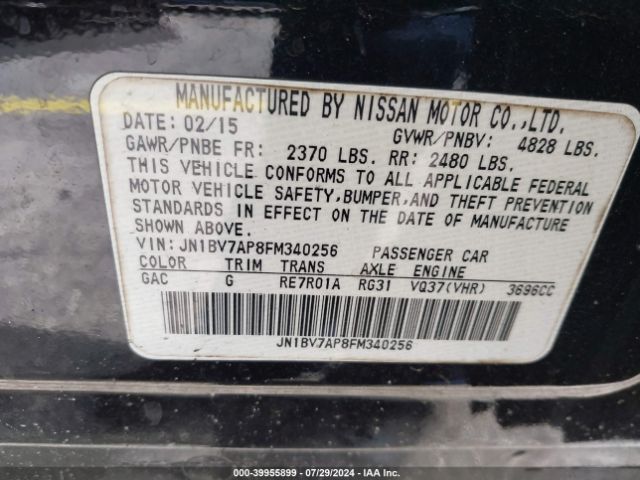 MANUFACTURED BY NISSAN MOTOR CO.,LTD.
DATE: 02/15 GVWR/PNBV: 4828 LBS.
GAWR/PNBE FR: 2370 LBS. RR: 2480 LBS.
THIS VEHICLE CONFORMS TO ALL APPLICABLE FEDERAL
MOTOR VEHICLE SAFETY,BUMPER,AND THEFT PREVENTION
STANDARDS IN EFFECT ON THE DATE OF MANUFACTURE
SHOWN ABOVE.
VIN: JN1BV7AP8FM340256 PASSENGER CAR
COLOR TRIM TRANS AXLE ENGINE
GAC G RE7R01A RG31 VQ37(VHR) 3696CC
JN1BV7AP8FM340256
000-39955899 | 07/29/2024 | IAA Inc.